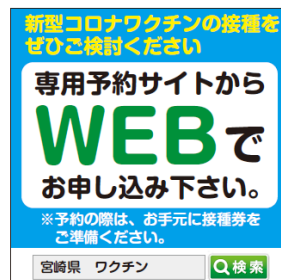 新型コロナワクチンの接種を
ぜひご検討ください
専用予約サイトから
WEBで
お申し込み下さい。
※予約の際は、お手元に接種券を
ご準備ください。
宮崎県 ワクチン 検索